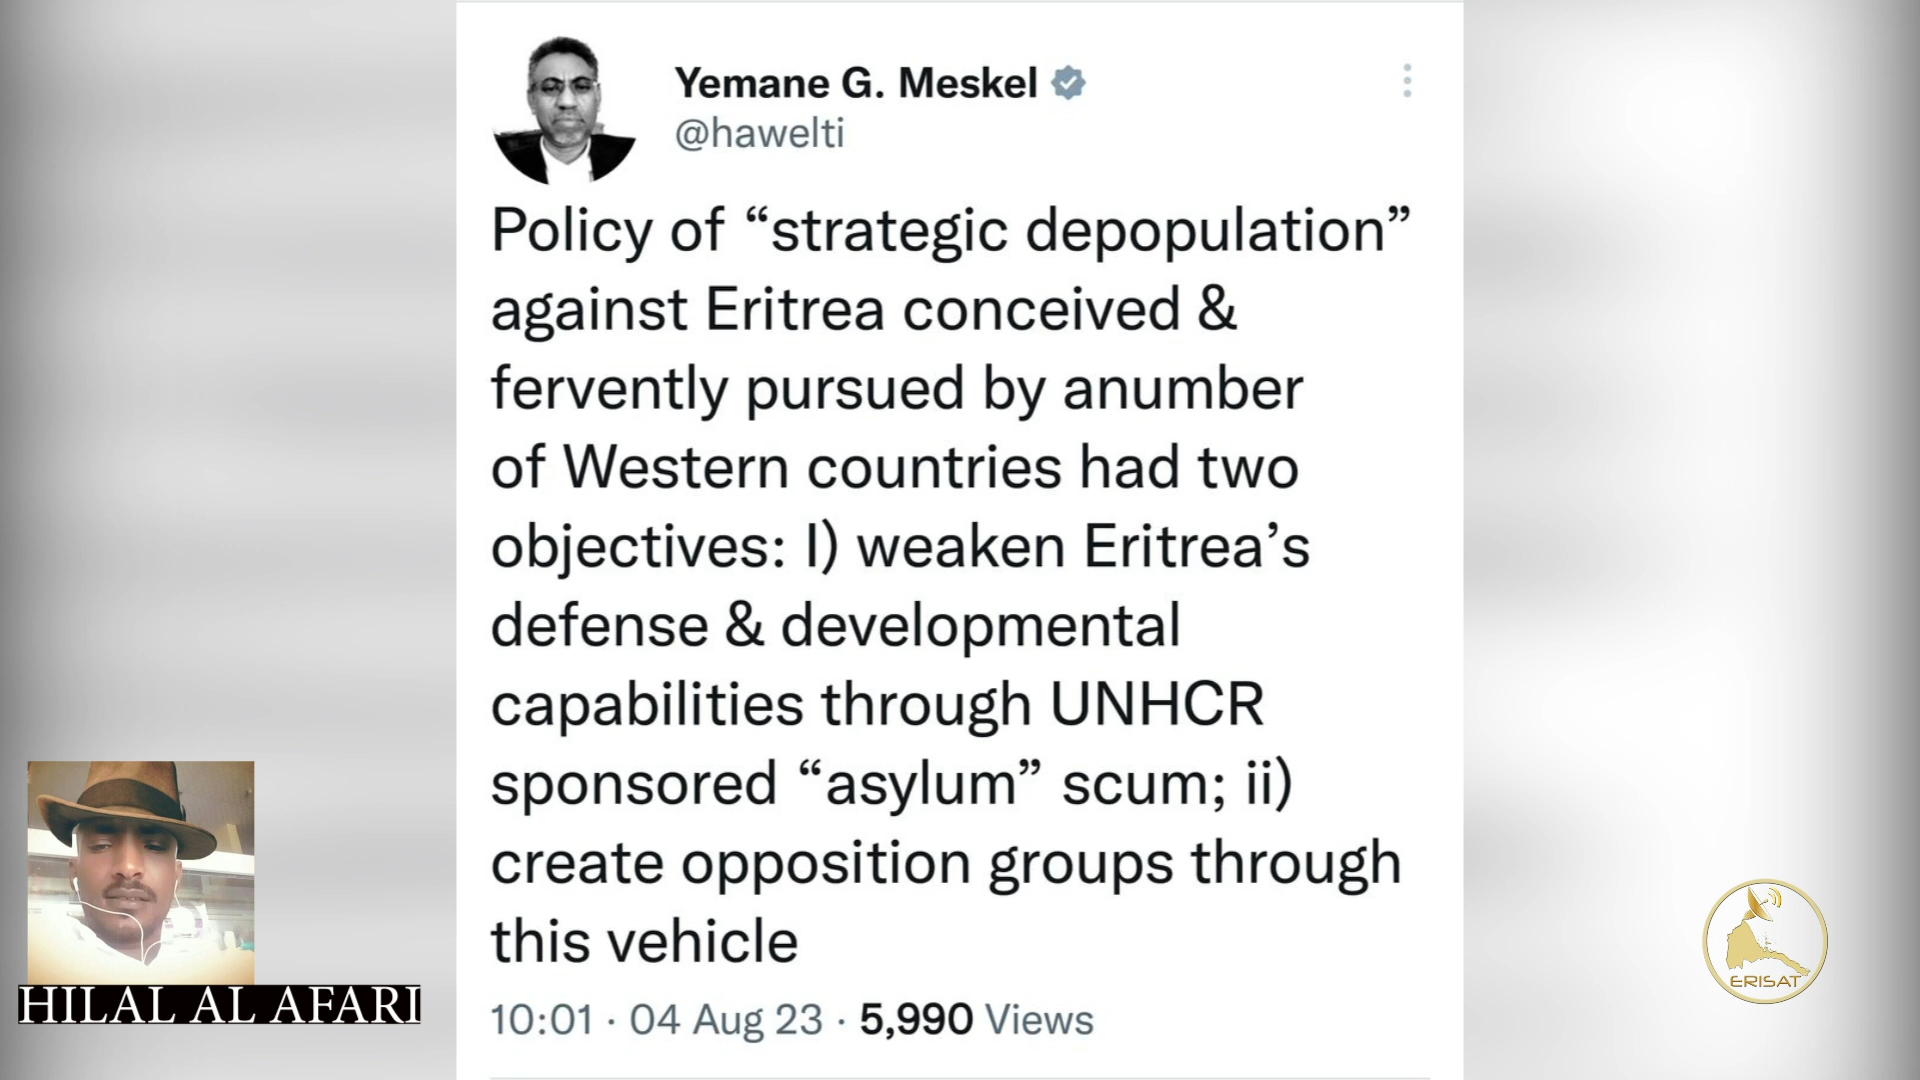 Yemane G. Meskel
@hawelti
Policy of “strategic depopulation”
against Eritrea conceived &
fervently pursued by anumber
of Western countries had two
objectives: I) weaken Eritrea’s
defense & developmental
capabilities through UNHCR
sponsored “asylum” scum; ii)
create opposition groups through
this vehicle
10:01 · 04 Aug 23 · 5,990 Views
HILAL AL AFARI
ERISAT